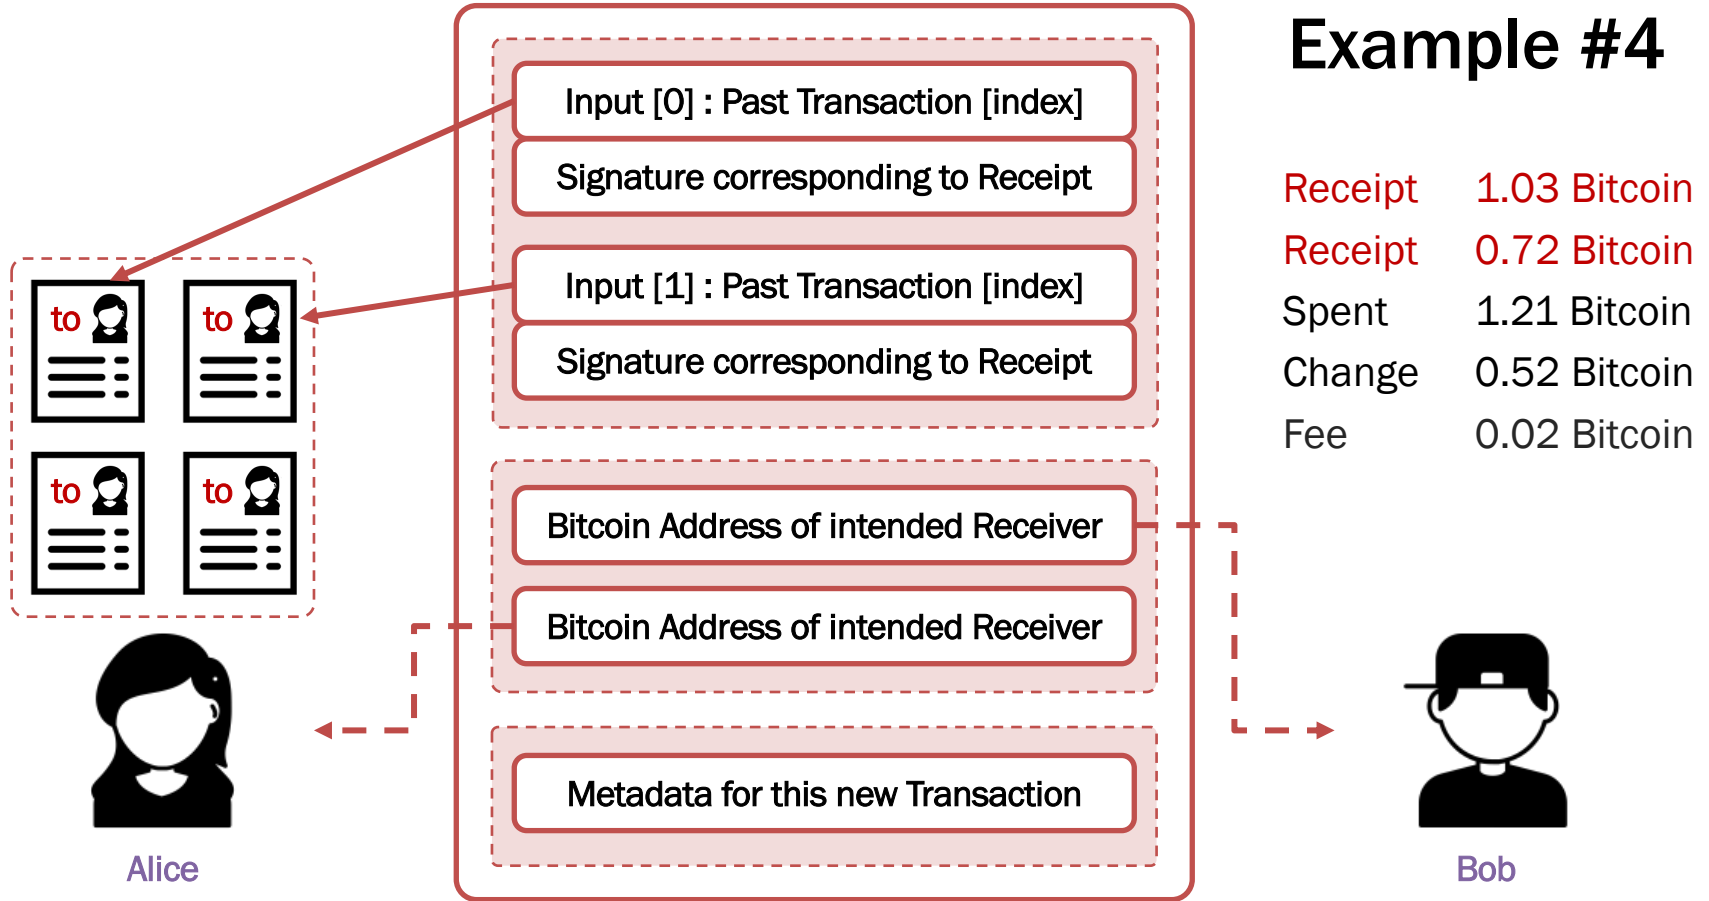 Example #4
Input [0] : Past Transaction [index]
Signature corresponding to Receipt
Input [1] : Past Transaction [index]
Signature corresponding to Receipt
Receipt 1.03 Bitcoin
Receipt 0.72 Bitcoin
Spent 1.21 Bitcoin
Change 0.52 Bitcoin
Fee 0.02 Bitcoin
to
to
to
to
Bitcoin Address of intended Receiver
Bitcoin Address of intended Receiver
Metadata for this new Transaction
Alice
Bob